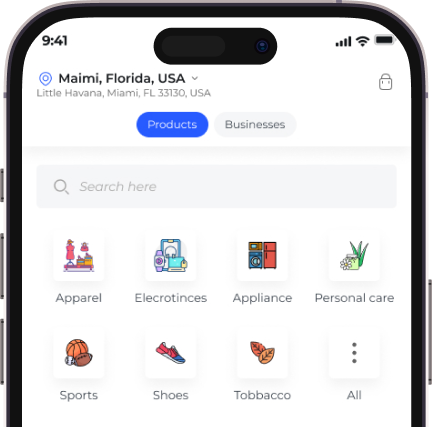 9:41
Maimi, Florida, USA
Little Havana, Miami, FL 33130, USA
Products Businesses
Search here
Apparel Elecrotinces Appliance Personal care
Sports Shoes Tobbacco All